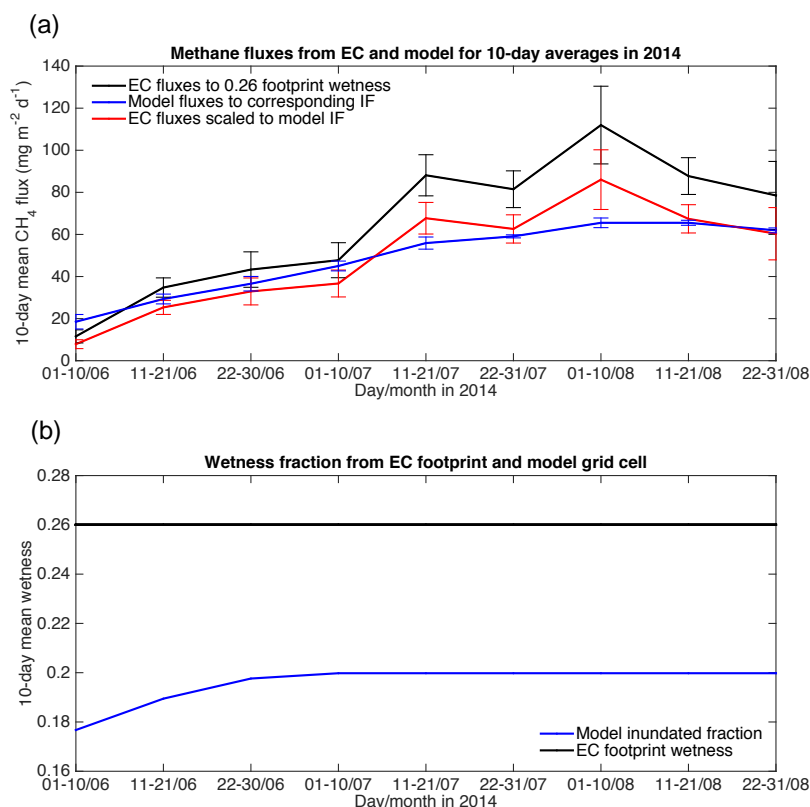 (a)
Methane fluxes from EC and model for 10-day averages in 2014
EC fluxes to 0.26 footprint wetness
Model fluxes to corresponding IF
EC fluxes scaled to model IF
10-day mean CH4 flux (mg m-2 d-1)
140
120
100
80
60
40
20
0
01-10/06 11-21/06 22-30/06 01-10/07 11-21/07 22-31/07 01-10/08 11-21/08 22-31/08
Day/month in 2014
(b)
Wetness fraction from EC footprint and model grid cell
10-day mean wetness
0.28
0.26
0.24
0.22
0.2
0.18
0.16
Model inundated fraction
EC footprint wetness
01-10/06 11-21/06 22-30/06 01-10/07 11-21/07 22-31/07 01-10/08 11-21/08 22-31/08
Day/month in 2014